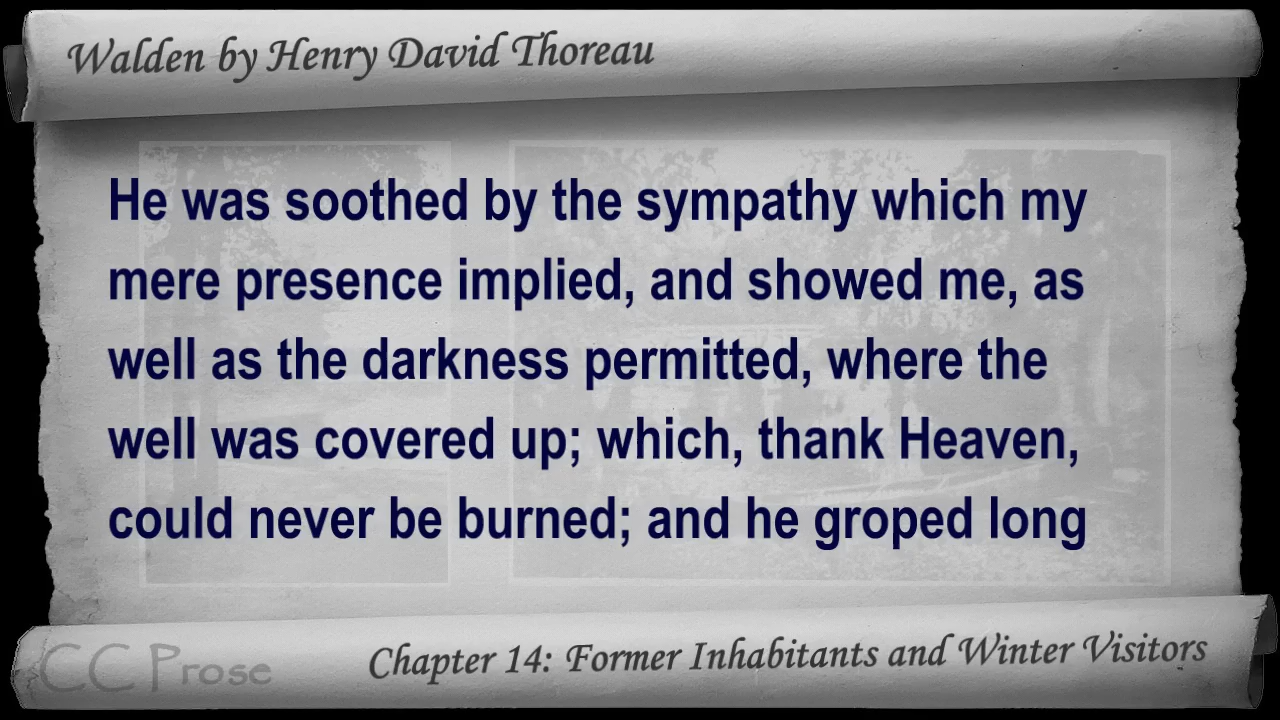 Walden by Henry David Thoreau
He was soothed by the sympathy which my
mere presence implied, and showed me, as
well as the darkness permitted, where the
well was covered up; which, thank Heaven,
could never be burned; and he groped long
CC Prose
Chapter 14: Former Inhabitants and Winter Visitors